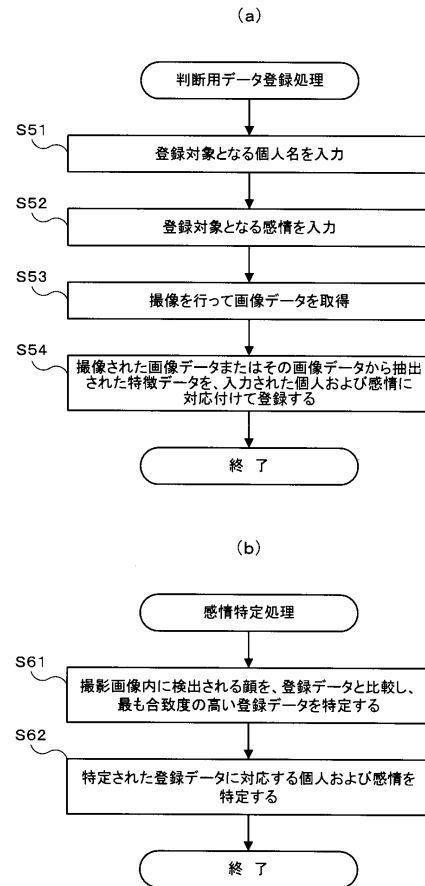 (a)
判断用データ登録処理
S51
登録対象となる個人名を入力
S52
登録対象となる感情を入力
S53
撮像を行って画像データを取得
S54
撮像された画像データまたはその画像データから抽出
された特徴データを、入力された個人および感情に
対応付けて登録する
終 了
(b)
感情特定処理
S61
撮影画像内に検出される顔を、登録データと比較し、
最も合致度の高い登録データを特定する
S62
特定された登録データに対応する個人および感情を
特定する
終 了